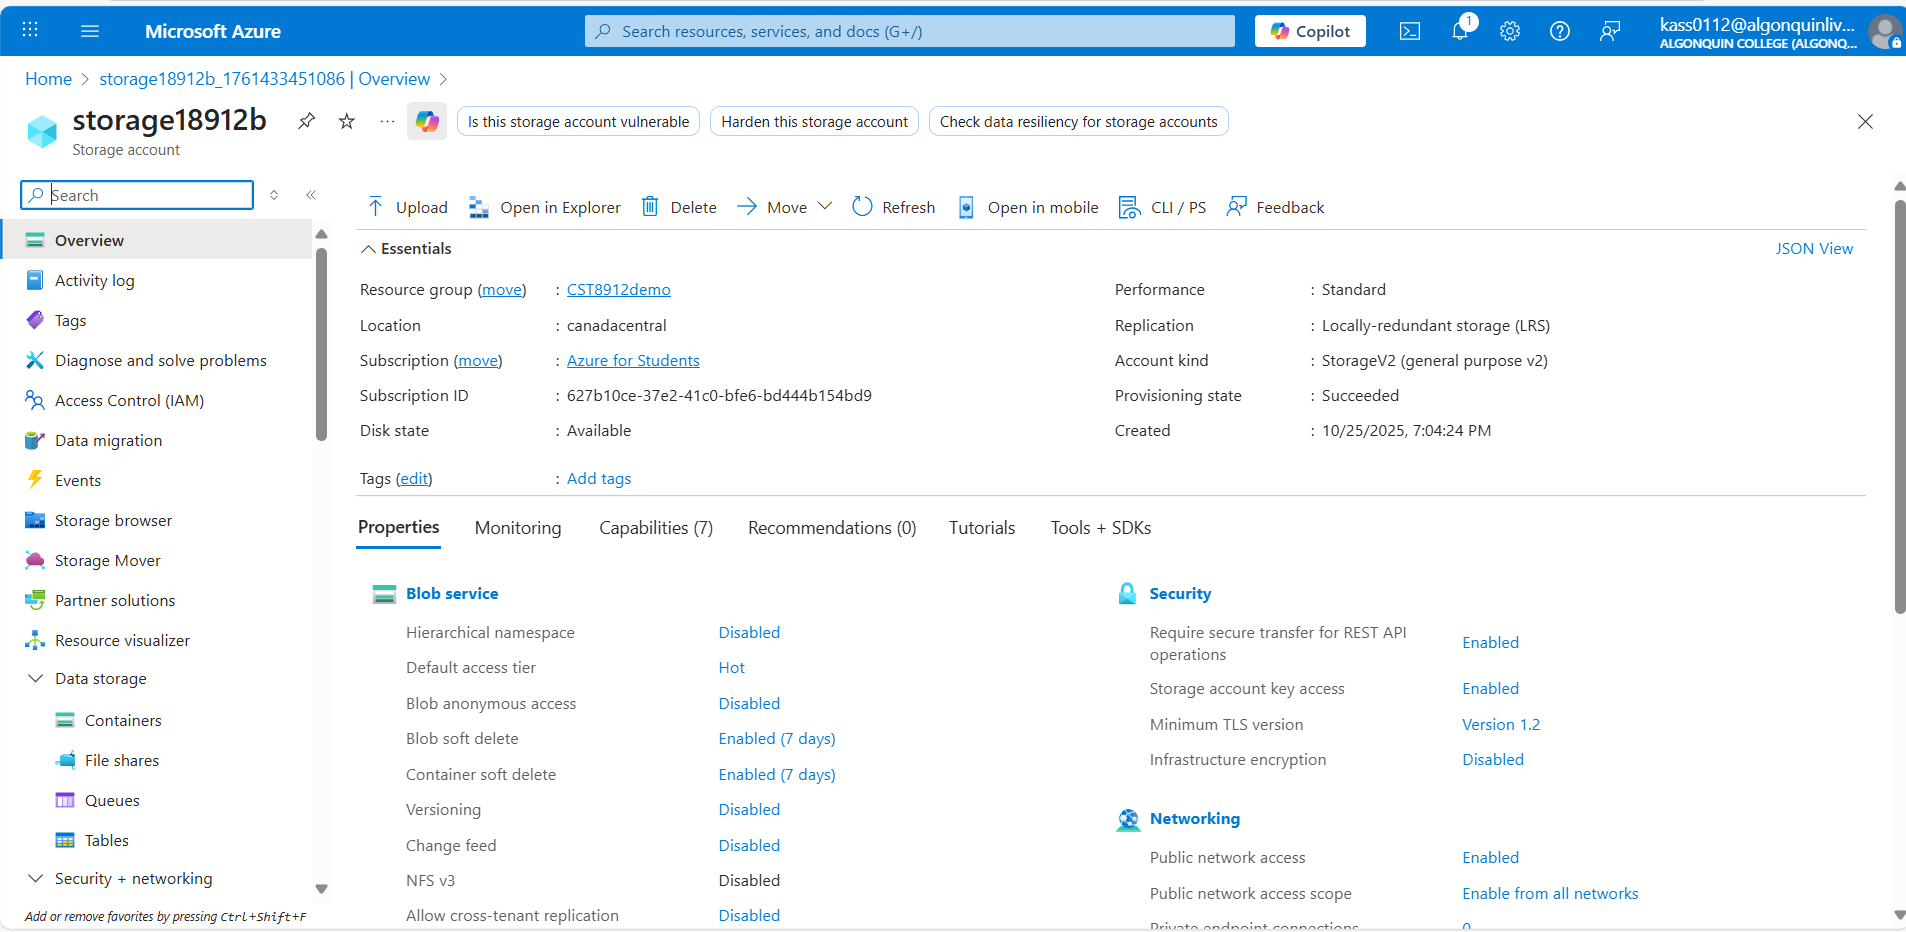 Microsoft Azure
Search resources, services, and docs (G+/)
Copilot
1
kass0112@algonquinliv...
ALGONQUIN COLLEGE (ALGONQ...
Home > storage18912b_1761433451086 | Overview >
storage18912b
Storage account
...
Is this storage account vulnerable
Harden this storage account
Check data resiliency for storage accounts
Search
Overview
Activity log
Tags
Diagnose and solve problems
Access Control (IAM)
Data migration
Events
Storage browser
Storage Mover
Partner solutions
Resource visualizer
Data storage
Containers
File shares
Queues
Tables
Security + networking
Add or remove favorites by pressing Ctrl+Shift+F
Upload
Open in Explorer
Delete
Move
Refresh
Open in mobile
CLI / PS
Feedback
Essentials
JSON View
Resource group (move) : CST8912demo
Location : canadacentral
Subscription (move) : Azure for Students
Subscription ID : 627b10ce-37e2-41c0-bfe6-bd444b154bd9
Disk state : Available
Tags (edit) : Add tags
Performance : Standard
Replication : Locally-redundant storage (LRS)
Account kind : StorageV2 (general purpose v2)
Provisioning state : Succeeded
Created : 10/25/2025, 7:04:24 PM
Properties
Monitoring
Capabilities (7)
Recommendations (0)
Tutorials
Tools + SDKs
Blob service
Hierarchical namespace Disabled
Default access tier Hot
Blob anonymous access Disabled
Blob soft delete Enabled (7 days)
Container soft delete Enabled (7 days)
Versioning Disabled
Change feed Disabled
NFS v3 Disabled
Allow cross-tenant replication Disabled
Security
Require secure transfer for REST API
operations Enabled
Storage account key access Enabled
Minimum TLS version Version 1.2
Infrastructure encryption Disabled
Networking
Public network access Enabled
Public network access scope Enable from all networks
Private endpoint connections 0